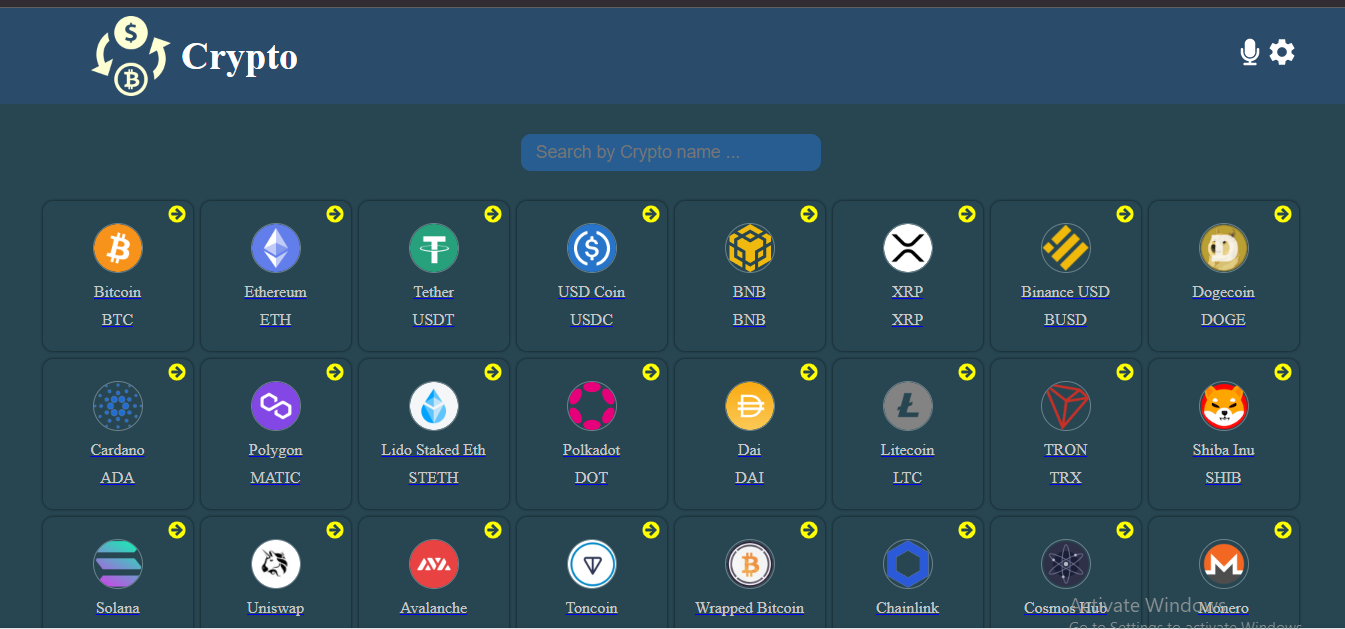 Crypto
Search by Crypto name ...
Bitcoin Ethereum Tether USD Coin BNB XRP Binance USD Dogecoin
BTC ETH USDT USDC BNB XRP BUSD DOGE
Cardano Polygon Lido Staked Eth Polkadot Dai Litecoin TRON Shiba Inu
ADA MATIC STETH DOT DAI LTC TRX SHIB
Solana Uniswap Avalanche Toncoin Wrapped Bitcoin Chainlink Cosmos Hub Monero
Activate Windows
Go to Settings to activate Windows.